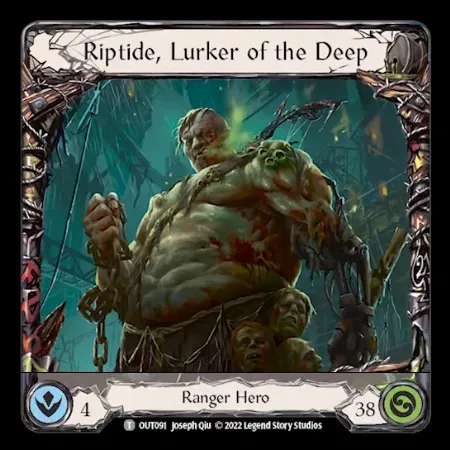 Riptide, Lurker of the Deep
Ranger Hero
4
38
T OUT091 Joseph Qiu © 2022 Legend Story Studios